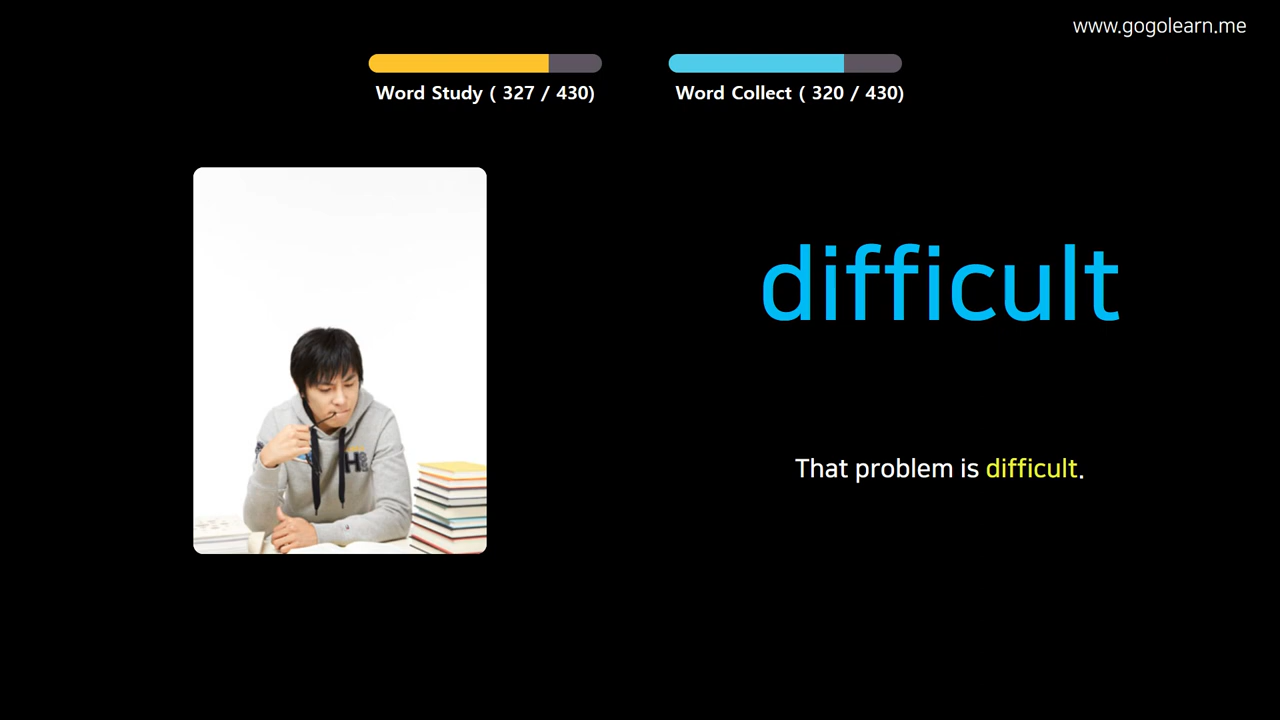 www.gogolearn.me
Word Study ( 327 / 430)
Word Collect ( 320 / 430)
difficult
That problem is difficult.
H